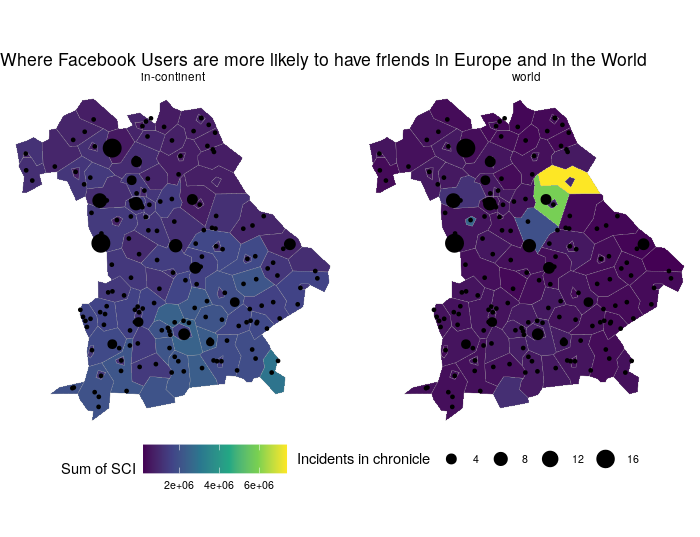 Where Facebook Users are more likely to have friends in Europe and in the World
in-continent
world
Sum of SCI
2e+06 4e+06 6e+06
Incidents in chronicle
4 8 12 16